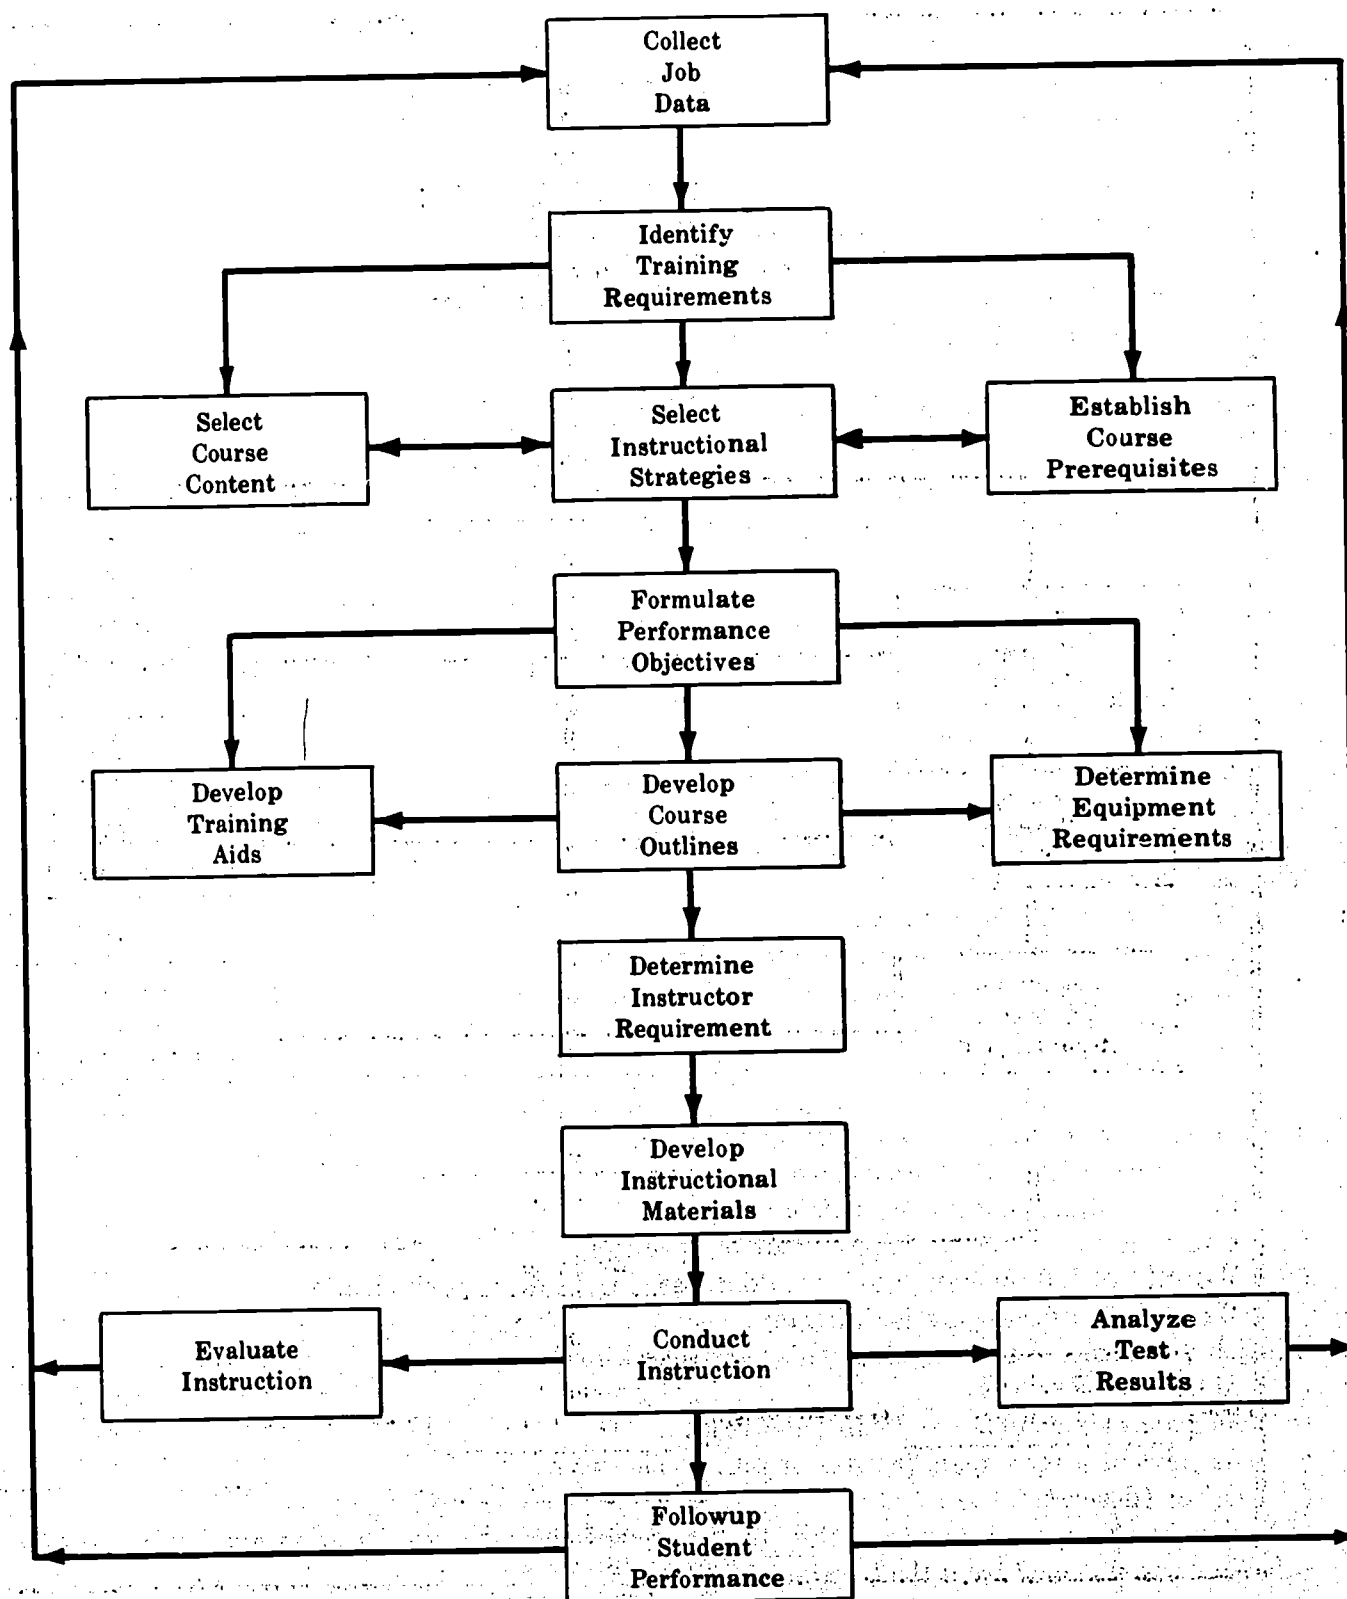 Collect
Job
Data
Identify
Training
Requirements
Select
Course
Content
Select
Instructional
Strategies
Establish
Course
Prerequisites
Formulate
Performance
Objectives
Develop
Training
Aids
Develop
Course
Outlines
Determine
Equipment
Requirements
Determine
Instructor
Requirement
Develop
Instructional
Materials
Evaluate
Instruction
Conduct
Instruction
Analyze
Test
Results
Followup
Student
Performance